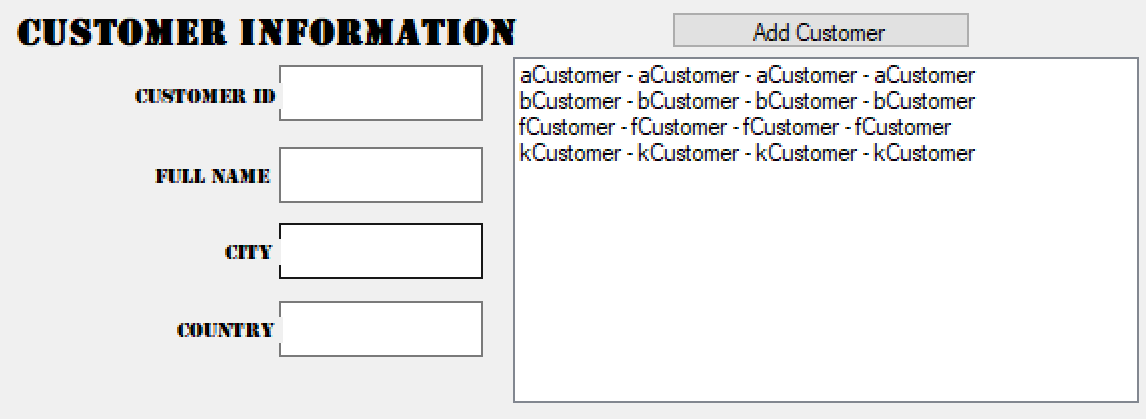 CUSTOMER INFORMATION
Add Customer
CUSTOMER ID
FULL NAME
CITY
COUNTRY
aCustomer - aCustomer - aCustomer - aCustomer
bCustomer - bCustomer - bCustomer - bCustomer
fCustomer - fCustomer - fCustomer - fCustomer
kCustomer - kCustomer - kCustomer - kCustomer